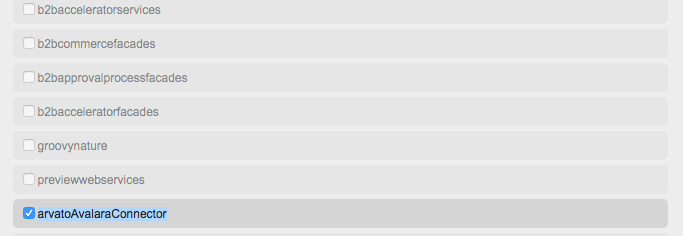 b2bacceleratorservices
b2bcommercefacades
b2bapprovalprocessfacades
b2bacceleratorfacades
groovynature
previewwebservices
arvatoAvalaraConnector